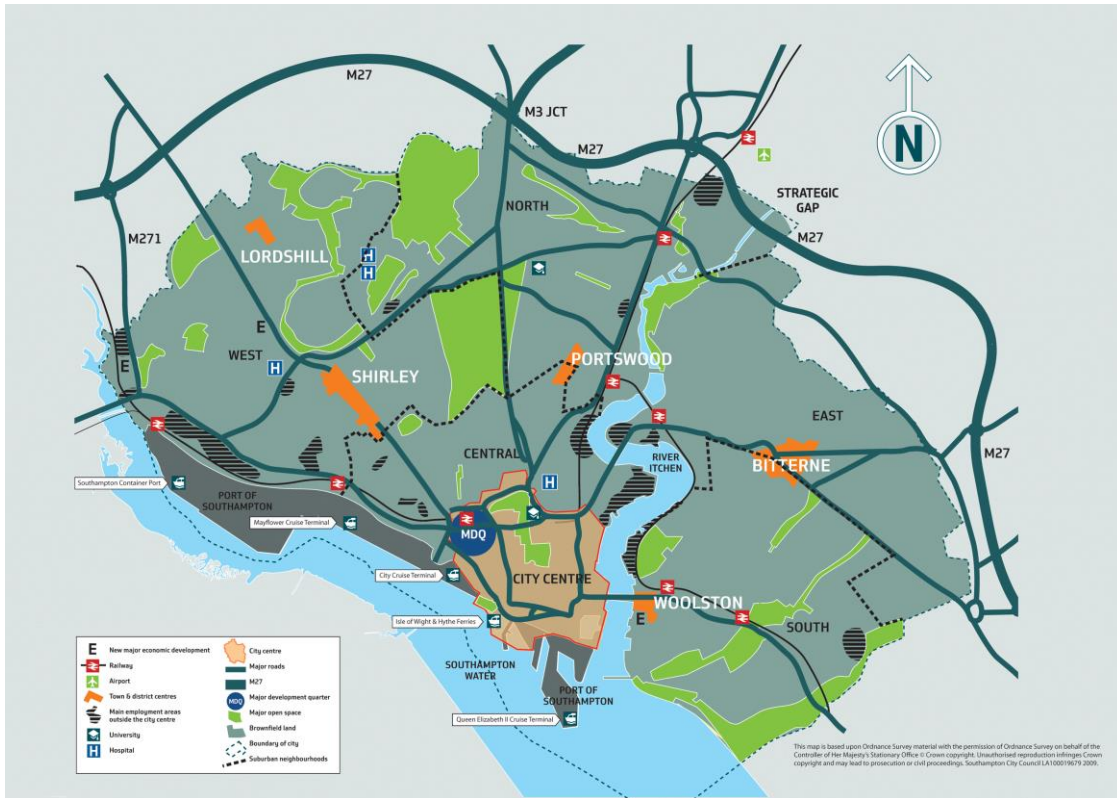 M27
M3 JCT
M27
N
STRATEGIC
GAP
NORTH
M27
M271
LORDSHILL
H
H
E
E
WEST
H
SHIRLEY
PORTSWOOD
EAST
CENTRAL
RIVER
ITCHEN
BITTERNE
M27
H
Southampton Container Port
PORT OF
SOUTHAMPTON
Mayflower Cruise Terminal
MDQ
City Cruise Terminal
CITY CENTRE
WOOLSTON
E
Isle of Wight & Hythe Ferries
SOUTH
SOUTHAMPTON
WATER
PORT OF
SOUTHAMPTON
Queen Elizabeth II Cruise Terminal
E New major economic development
Railway
Airport
Town & district centres
Main employment areas
outside the city centre
University
H Hospital
City centre
Major roads
M27
MDQ Major development quarter
Major open space
Brownfield land
Boundary of city
Suburban neighbourhoods
This map is based upon Ordnance Survey material with the permission of Ordnance Survey on behalf of the
Controller of Her Majesty's Stationary Office © Crown copyright. Unauthorised reproduction infringes Crown
copyright and may lead to prosecution or civil proceedings. Southampton City Council LA100019679 2009.